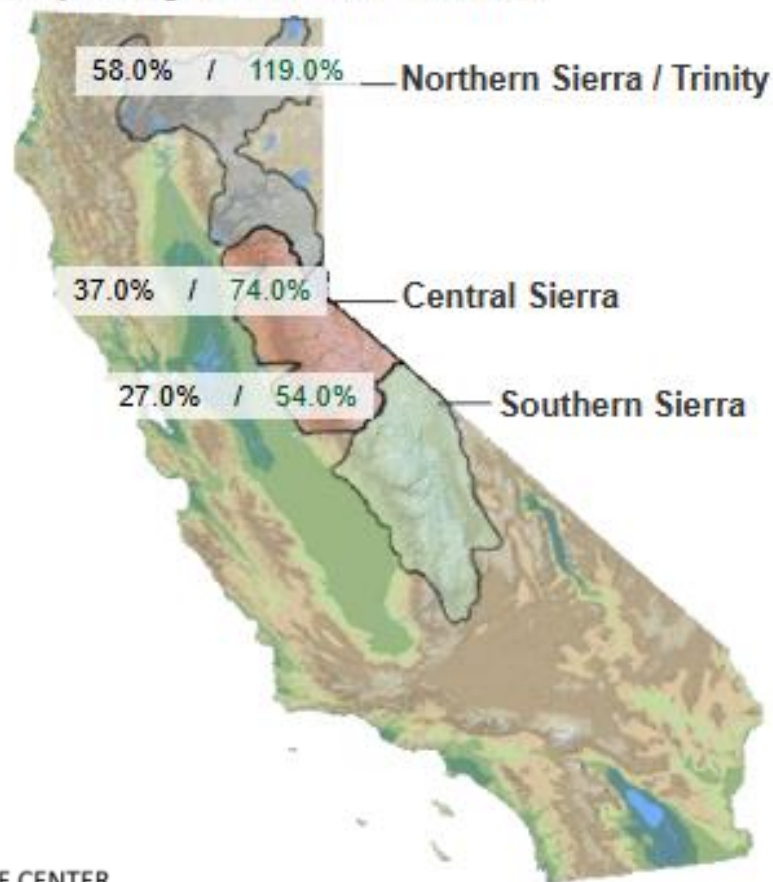 58.0% / 119.0%
Northern Sierra / Trinity
37.0% / 74.0%
Central Sierra
27.0% / 54.0%
Southern Sierra
CENTER